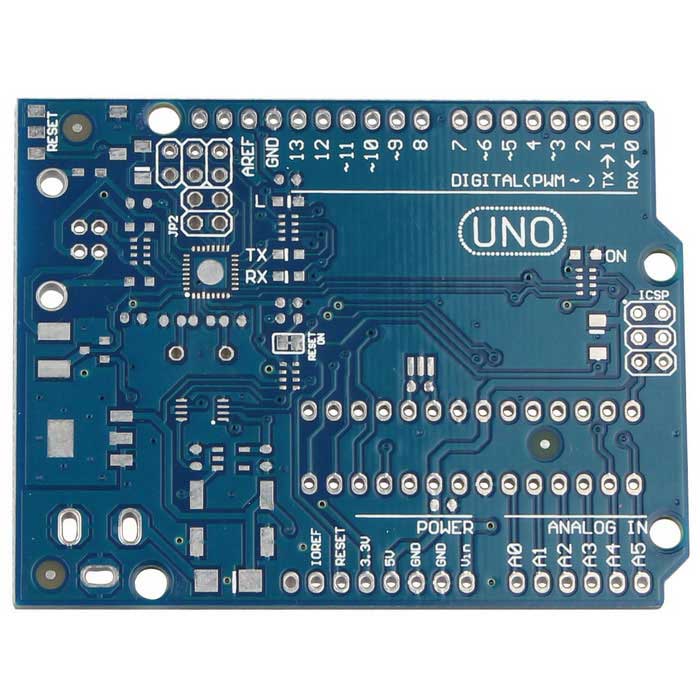 RESET
AREF
GND
13
12
~11
~10
~9
8
7
~6
~5
~4
~3
2
TX→1
RX←0
DIGITAL(PWM ~ )
JP2
L
UNO
TX
RX
ON
ICSP
RESET
ON
POWER
ANALOG IN
IOREF
RESET
3.3V
5V
GND
GND
Vin
A0
A1
A2
A3
A4
A5